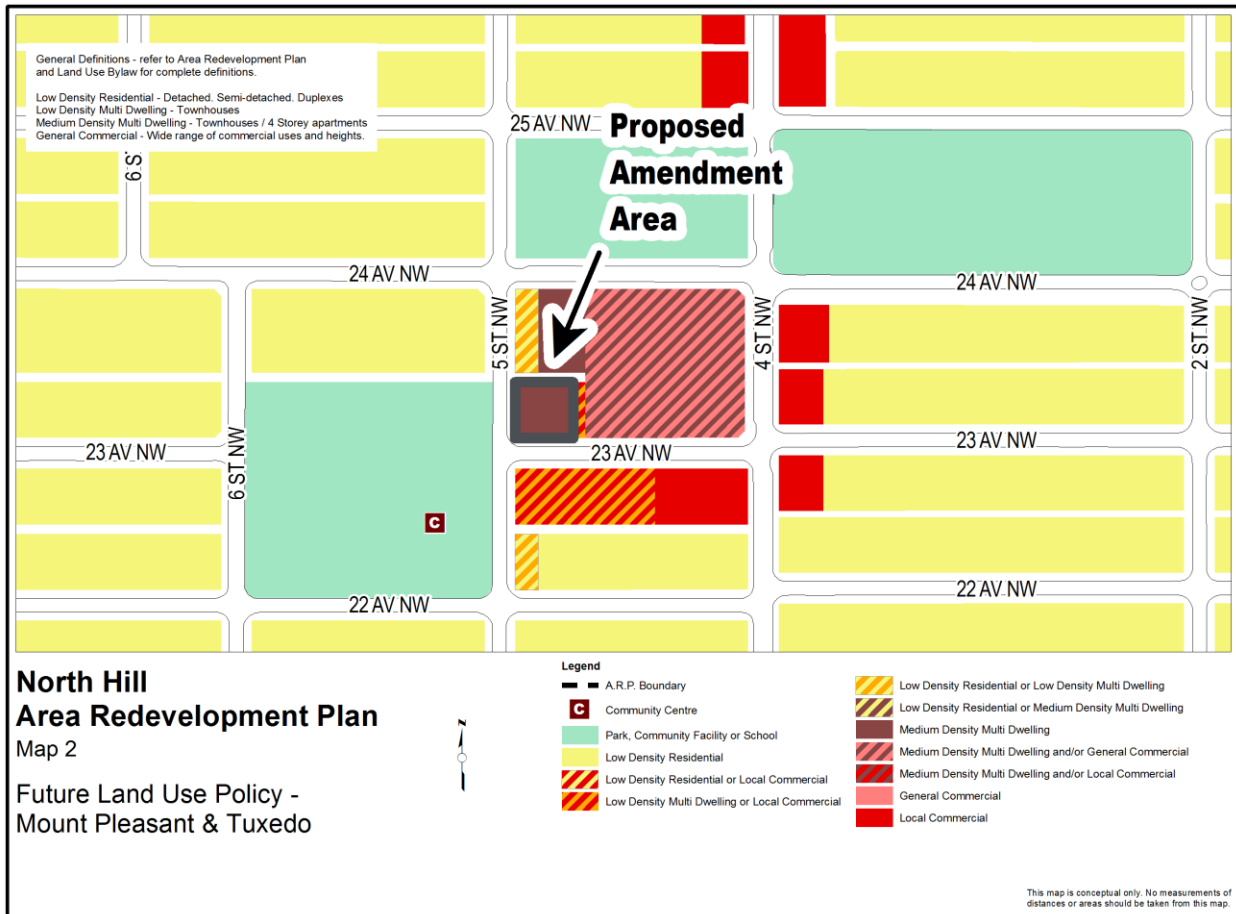 General Definitions - refer to Area Redevelopment Plan
and Land Use Bylaw for complete definitions.
Low Density Residential - Detached. Semi-detached. Duplexes
Low Density Multi Dwelling - Townhouses
Medium Density Multi Dwelling - Townhouses / 4 Storey apartments
General Commercial - Wide range of commercial uses and heights.
25 AV NW
Proposed
Amendment
Area
24 AV NW
24 AV NW
5 ST NW
4 ST NW
2 ST NW
6 ST NW
23 AV NW
23 AV NW
23 AV NW
C
22 AV NW
22 AV NW
North Hill
Area Redevelopment Plan
Map 2
Future Land Use Policy -
Mount Pleasant & Tuxedo
N
Legend
A.R.P. Boundary
C Community Centre
Park, Community Facility or School
Low Density Residential
Low Density Residential or Local Commercial
Low Density Multi Dwelling or Local Commercial
Low Density Residential or Low Density Multi Dwelling
Low Density Residential or Medium Density Multi Dwelling
Medium Density Multi Dwelling
Medium Density Multi Dwelling and/or General Commercial
Medium Density Multi Dwelling and/or Local Commercial
General Commercial
Local Commercial
This map is conceptual only. No measurements of
distances or areas should be taken from this map.